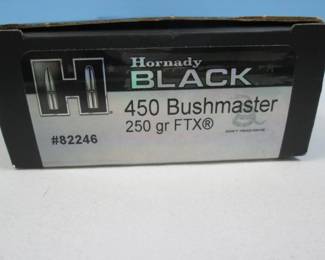 Hornady
BLACK
H
450 Bushmaster
250 gr FTX®
#82246